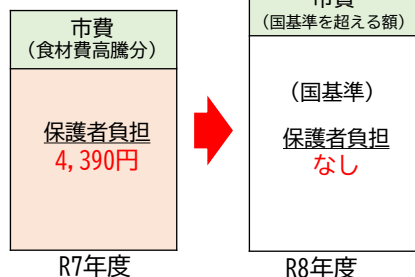 市費
（食材費高騰分）
保護者負担
4,390円
R7年度
市費
（国基準を超える額）
（国基準）
保護者負担
なし
R8年度